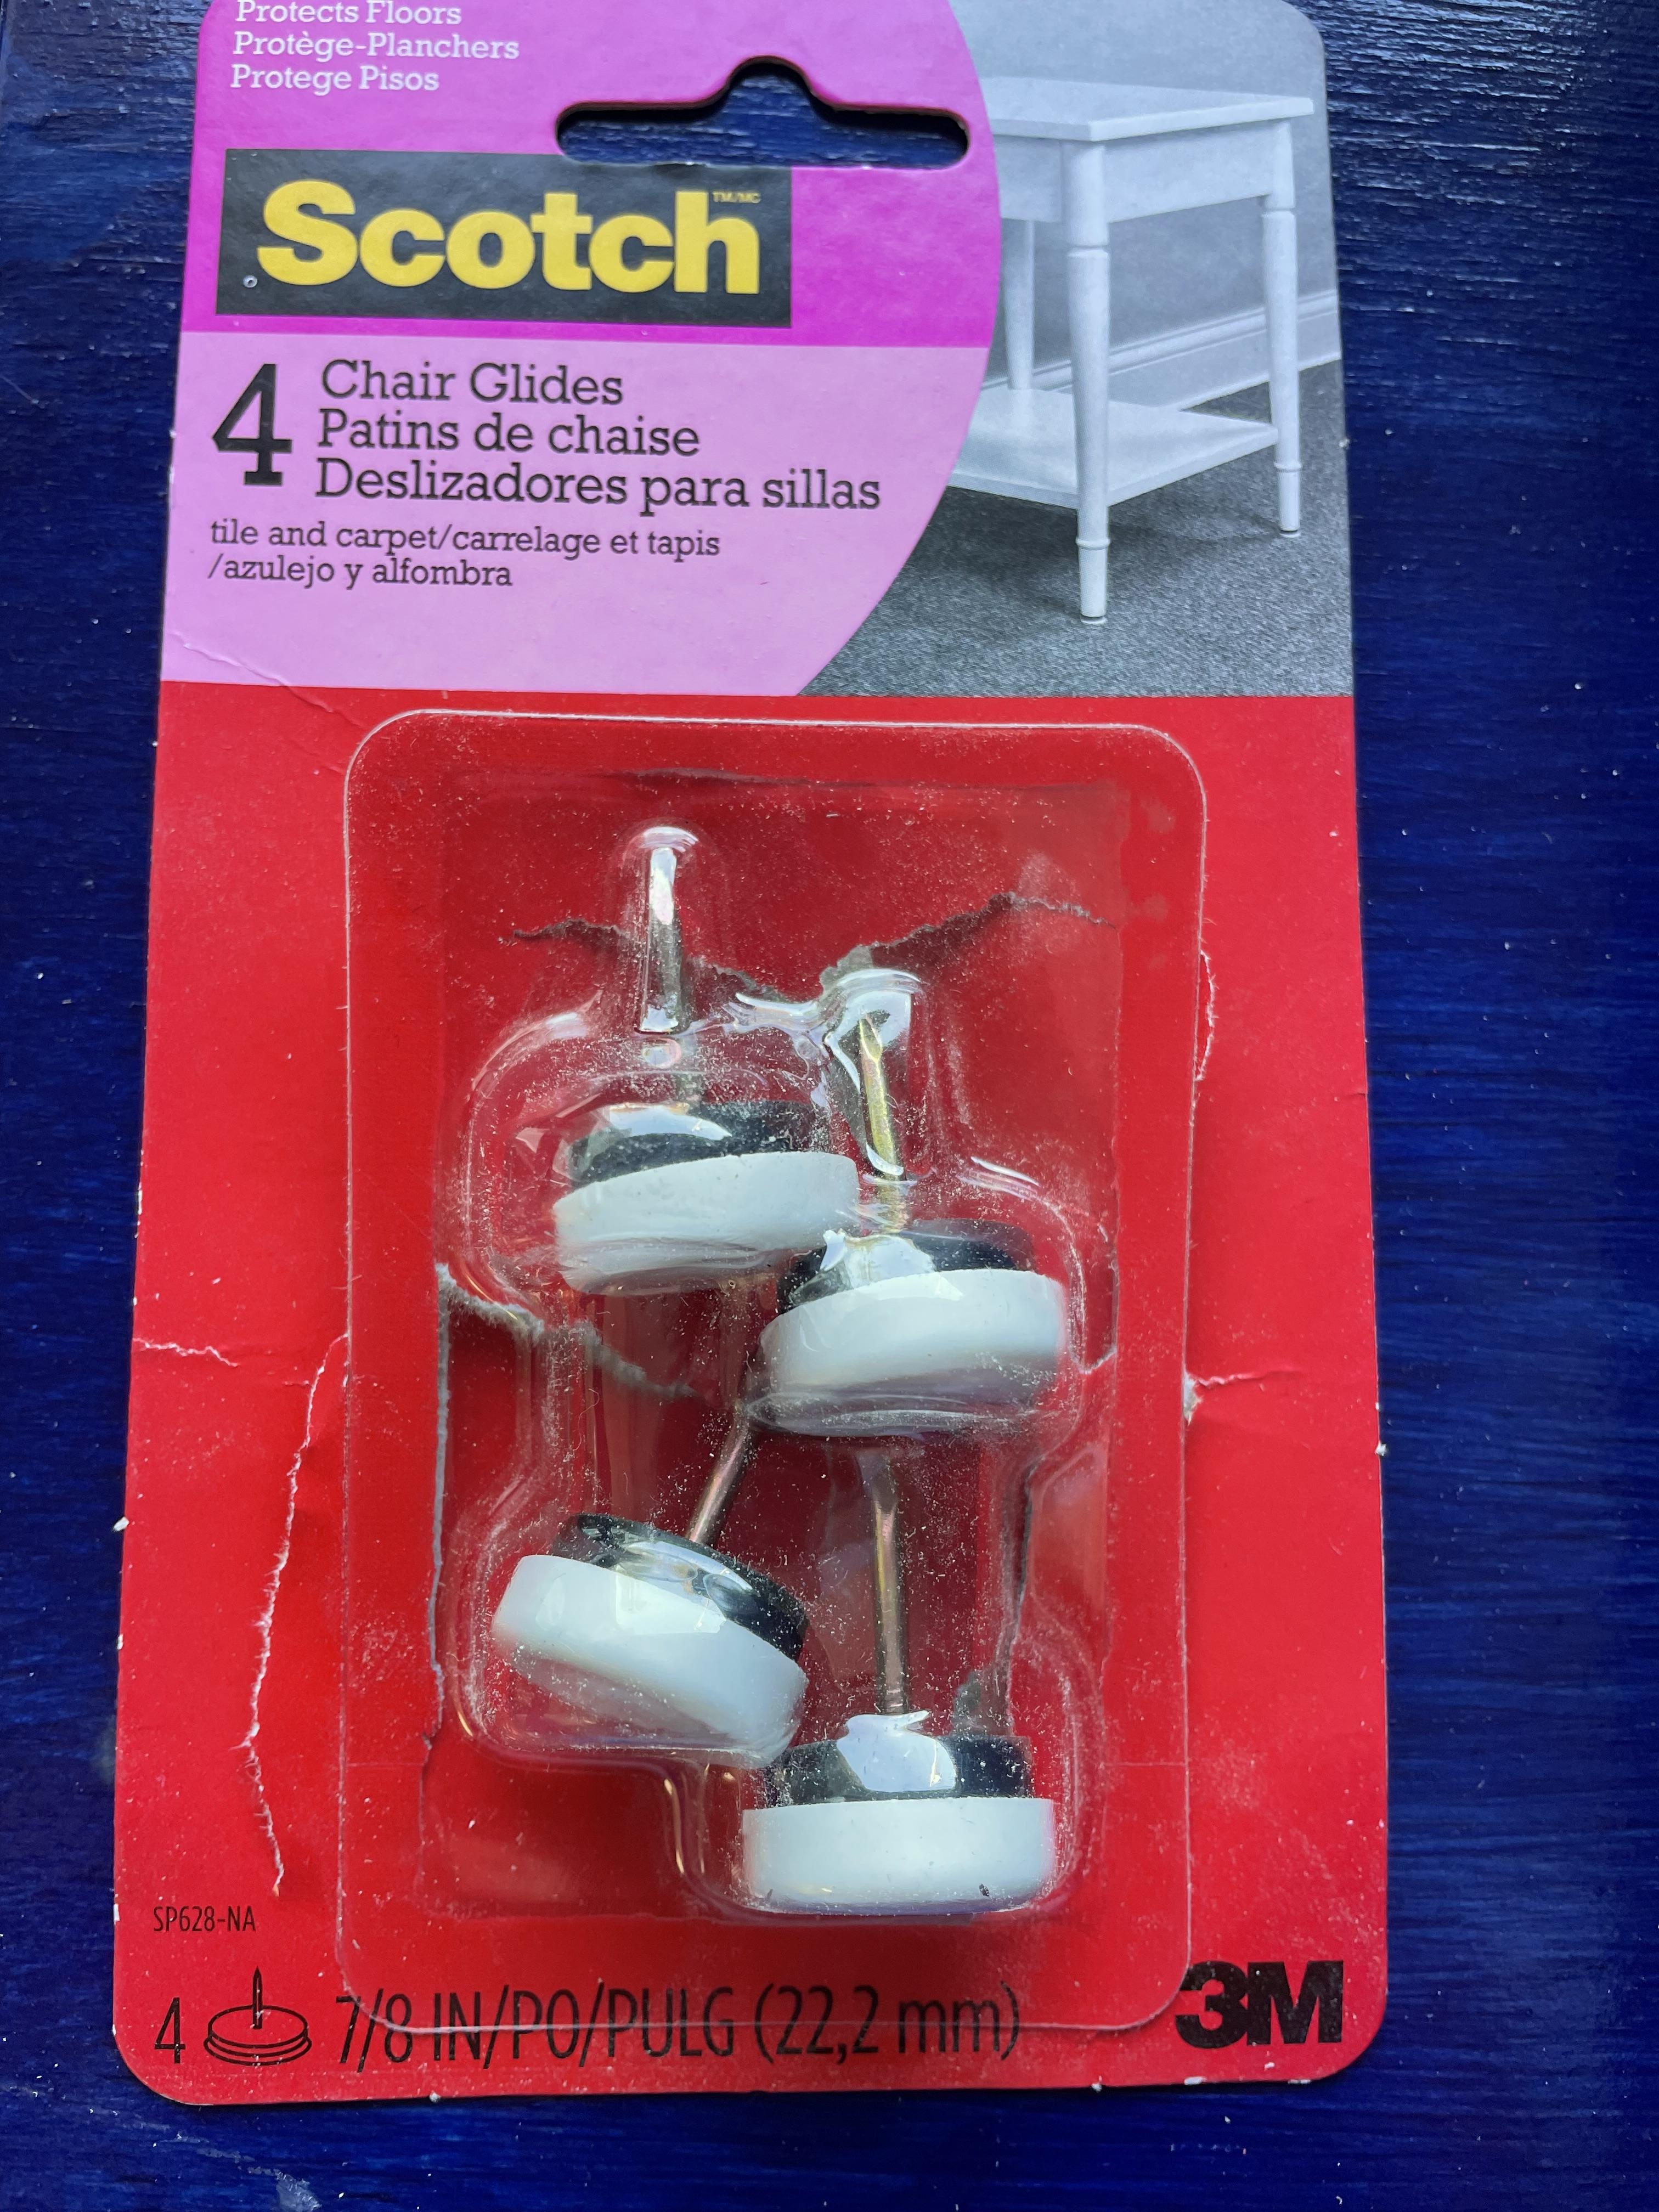 Protects Floors
Protège-Planchers
Protege Pisos
Scotch TM/MC
4 Chair Glides
Patins de chaise
Deslizadores para sillas
tile and carpet/carrelage et tapis
/azulejo y alfombra
SP628-NA
4 7/8 IN/PO/PULG (22,2 mm)
3M